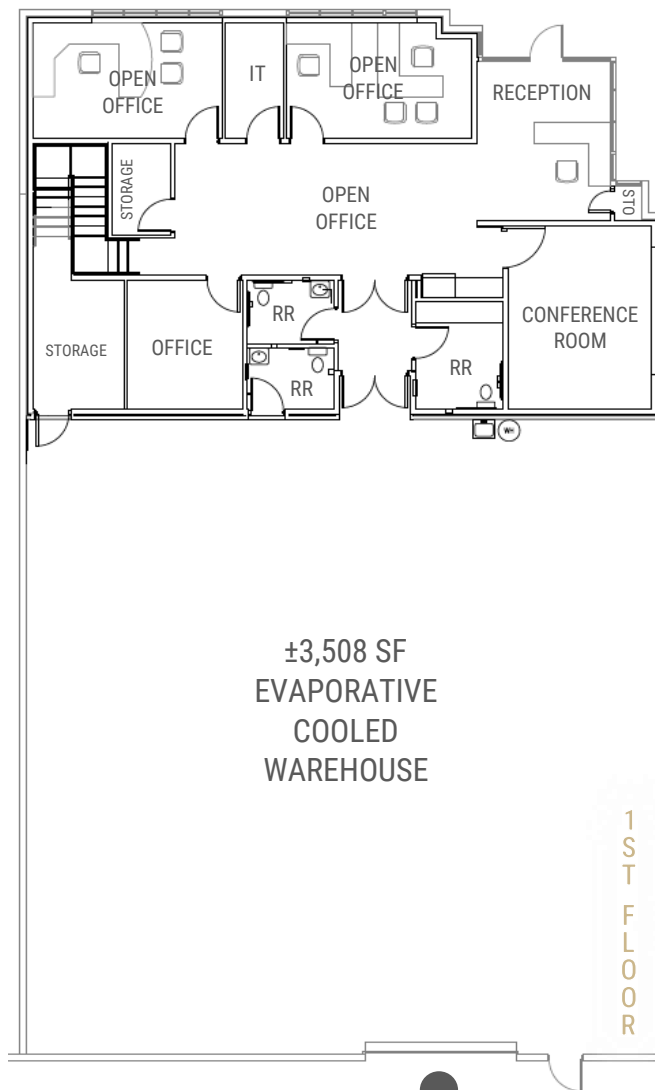 OPEN
OFFICE
IT
OPEN
OFFICE
RECEPTION
STORAGE
OPEN
OFFICE
STO
STORAGE
OFFICE
RR
RR
RR
CONFERENCE
ROOM
WH
±3,508 SF
EVAPORATIVE
COOLED
WAREHOUSE
1ST FLOOR